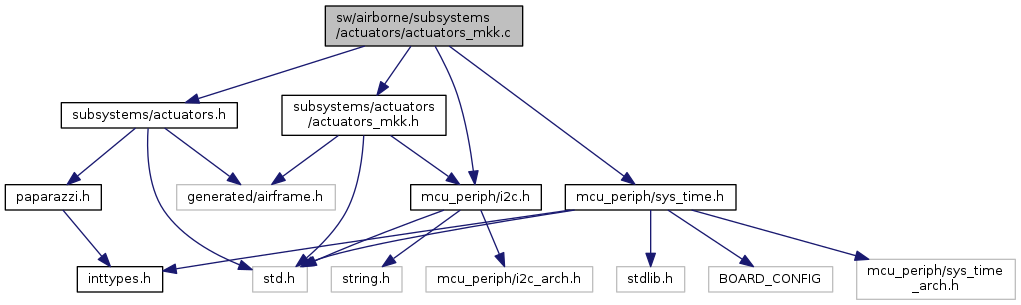 sw/airborne/subsystems
/actuators/actuators_mkk.c
subsystems/actuators.h
subsystems/actuators
/actuators_mkk.h
paparazzi.h
generated/airframe.h
mcu_periph/i2c.h
mcu_periph/sys_time.h
inttypes.h
std.h
string.h
mcu_periph/i2c_arch.h
stdlib.h
BOARD_CONFIG
mcu_periph/sys_time
_arch.h